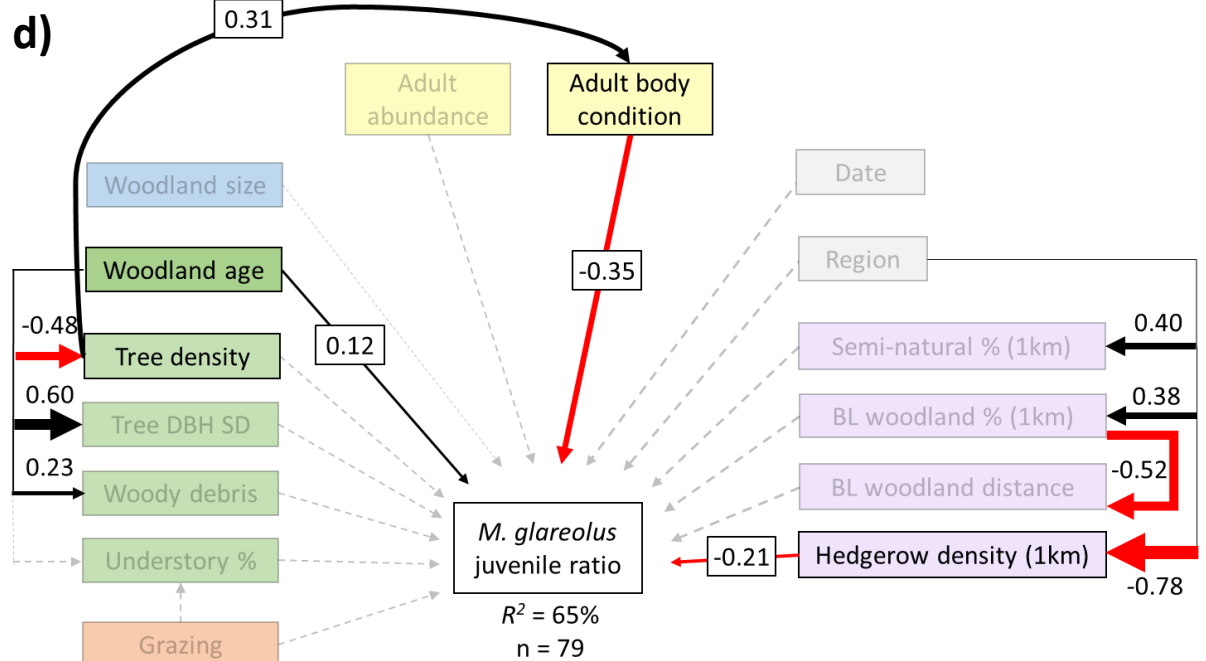 d)
0.31
Adult
abundance
Adult body
condition
Woodland size
Date
Woodland age
-0.35
Region
-0.48
Tree density
0.12
0.40
Semi-natural % (1km)
0.60
Tree DBH SD
0.38
BL woodland % (1km)
-0.52
0.23
Woody debris
BL woodland distance
M. glareolus
juvenile ratio
Understory %
-0.21
Hedgerow density (1km)
-0.78
R² = 65%
n = 79
Grazing